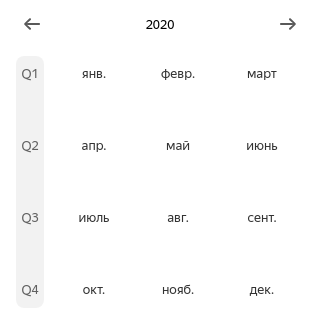 2020
Q1 янв. февр. март
Q2 апр. май июнь
Q3 июль авг. сент.
Q4 окт. нояб. дек.